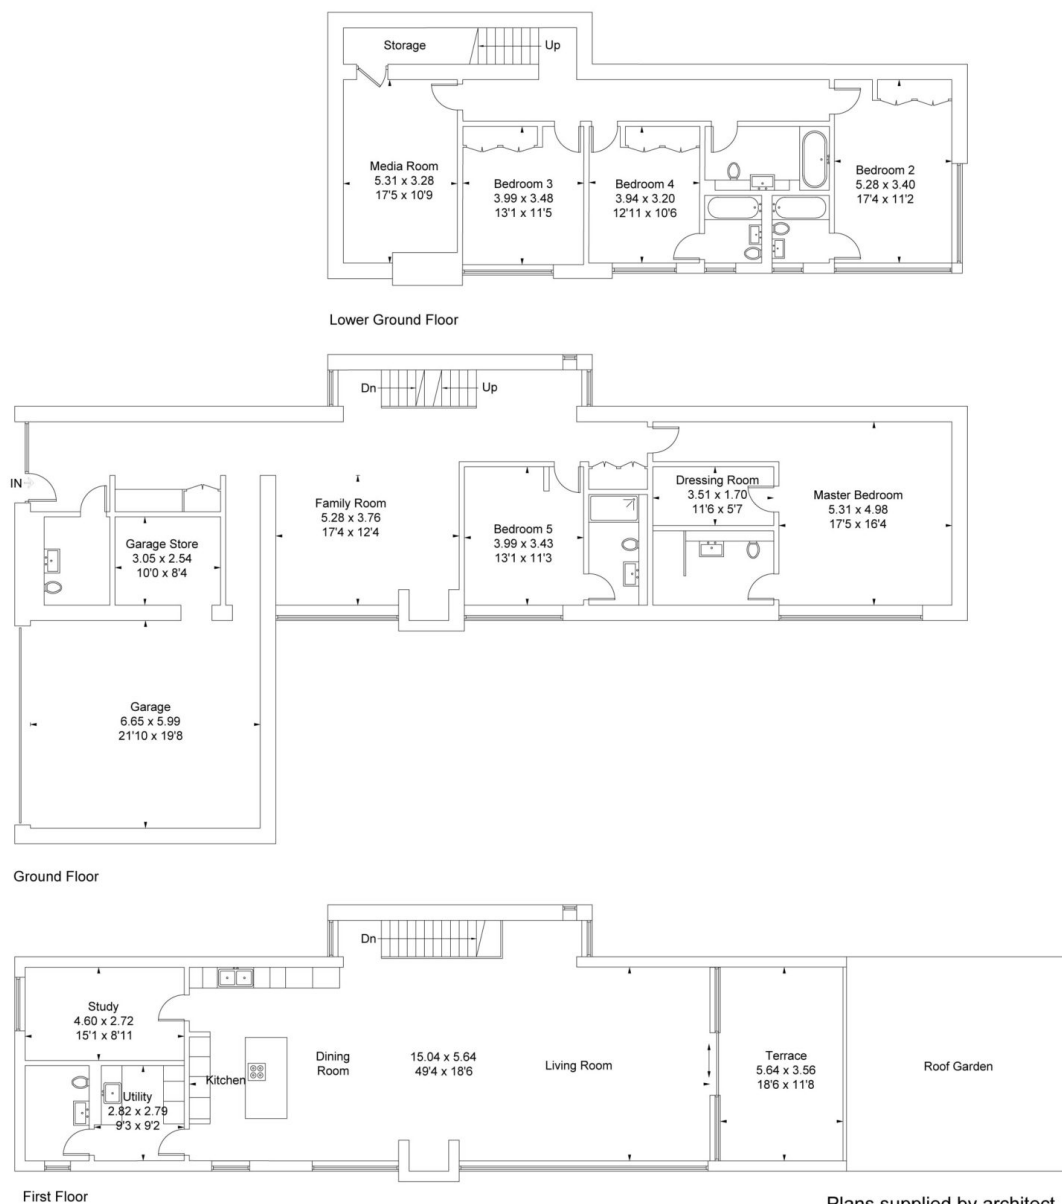 Storage
Up
Media Room
5.31 x 3.28
17'5 x 10'9
Bedroom 3
3.99 x 3.48
13'1 x 11'5
Bedroom 4
3.94 x 3.20
12'11 x 10'6
Bedroom 2
5.28 x 3.40
17'4 x 11'2
Lower Ground Floor
Dn
Up
IN
Family Room
5.28 x 3.76
17'4 x 12'4
Bedroom 5
3.99 x 3.43
13'1 x 11'3
Dressing Room
3.51 x 1.70
11'6 x 5'7
Master Bedroom
5.31 x 4.98
17'5 x 16'4
Garage Store
3.05 x 2.54
10'0 x 8'4
Garage
6.65 x 5.99
21'10 x 19'8
Ground Floor
Dn
Study
4.60 x 2.72
15'1 x 8'11
Kitchen
Dining
Room
15.04 x 5.64
49'4 x 18'6
Living Room
Terrace
5.64 x 3.56
18'6 x 11'8
Roof Garden
Utility
2.82 x 2.79
9'3 x 9'2
First Floor
Plans supplied by architect